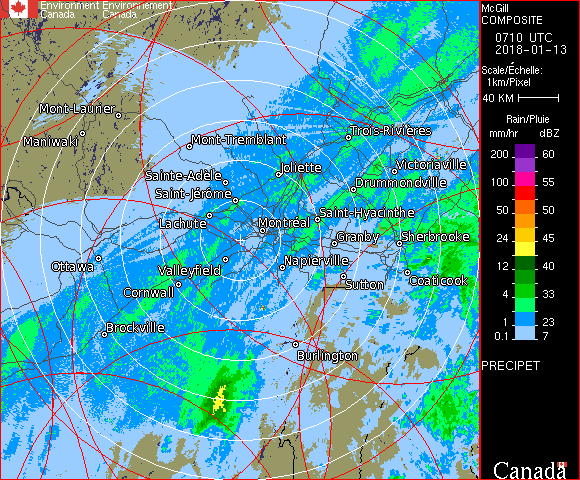 Environment Environnement
Canada Canada
McGill
COMPOSITE
0710 UTC
2018-01-13
Scale/Échelle:
1km/Pixel
40 KM
Rain/Pluie
mm/hr dBZ
200 60
100 55
50 50
24 45
12 40
4 33
1 23
0.1 7
PRECIPET
Canada
Mont-Laurier
Maniwaki
Mont-Tremblant
Trois-Rivières
Sainte-Adèle
Joliette
Victoriaville
Saint-Jérôme
Drummondville
Lachute
Montréal
Saint-Hyacinthe
Granby
Sherbrooke
Ottawa
Valleyfield
Napierville
Cornwall
Sutton
Coaticook
Brockville
Burlington